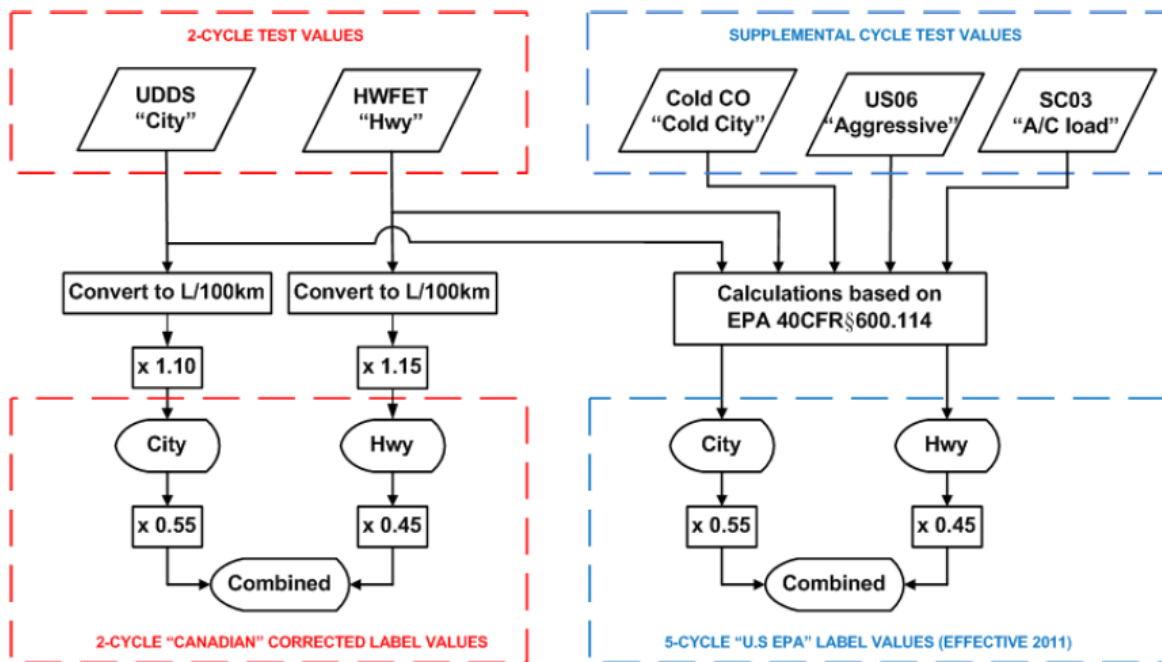 2-CYCLE TEST VALUES
SUPPLEMENTAL CYCLE TEST VALUES
UDDS
“City”
HWFET
“Hwy”
Cold CO
“Cold City”
US06
“Aggressive”
SC03
“A/C load”
Convert to L/100km
Convert to L/100km
Calculations based on
EPA 40CFR§600.114
x 1.10
x 1.15
City
Hwy
City
Hwy
x 0.55
x 0.45
x 0.55
x 0.45
Combined
Combined
2-CYCLE “CANADIAN” CORRECTED LABEL VALUES
5-CYCLE “U.S EPA” LABEL VALUES (EFFECTIVE 2011)